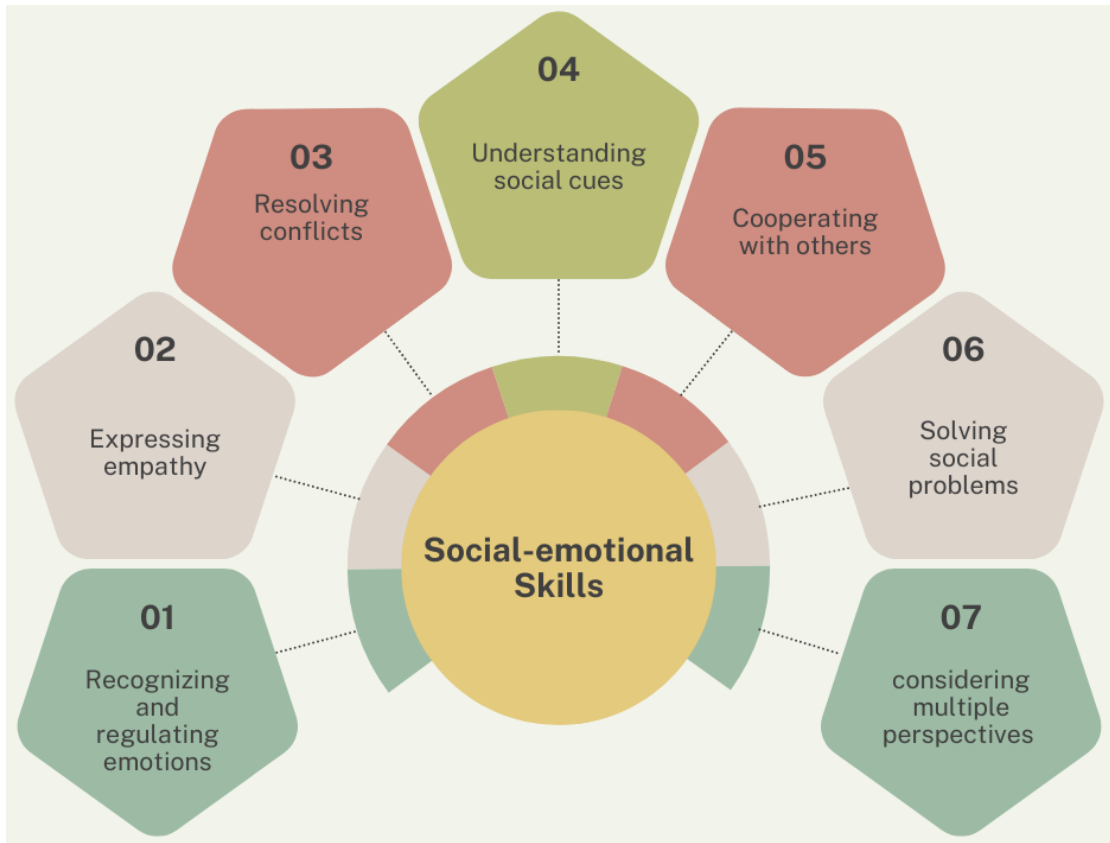 04
Understanding
social cues
03
Resolving
conflicts
05
Cooperating
with others
02
Expressing
empathy
06
Solving
social
problems
Social-emotional
Skills
01
Recognizing
and
regulating
emotions
07
considering
multiple
perspectives